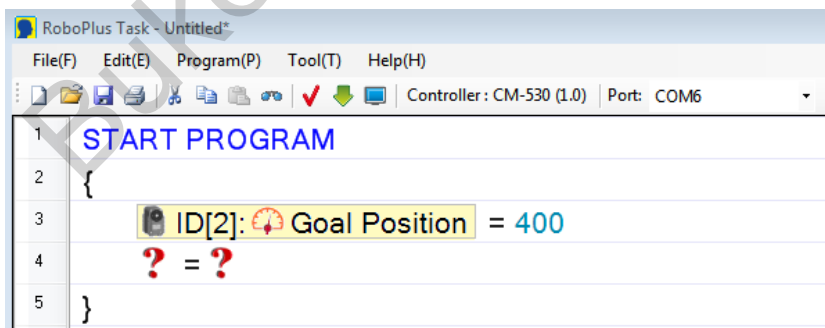 RoboPlus Task - Untitled*
File(F) Edit(E) Program(P) Tool(T) Help(H)
Controller : CM-530 (1.0) Port: COM6
1 START PROGRAM
2 {
3 ID[2]: Goal Position = 400
4 ? = ?
5 }